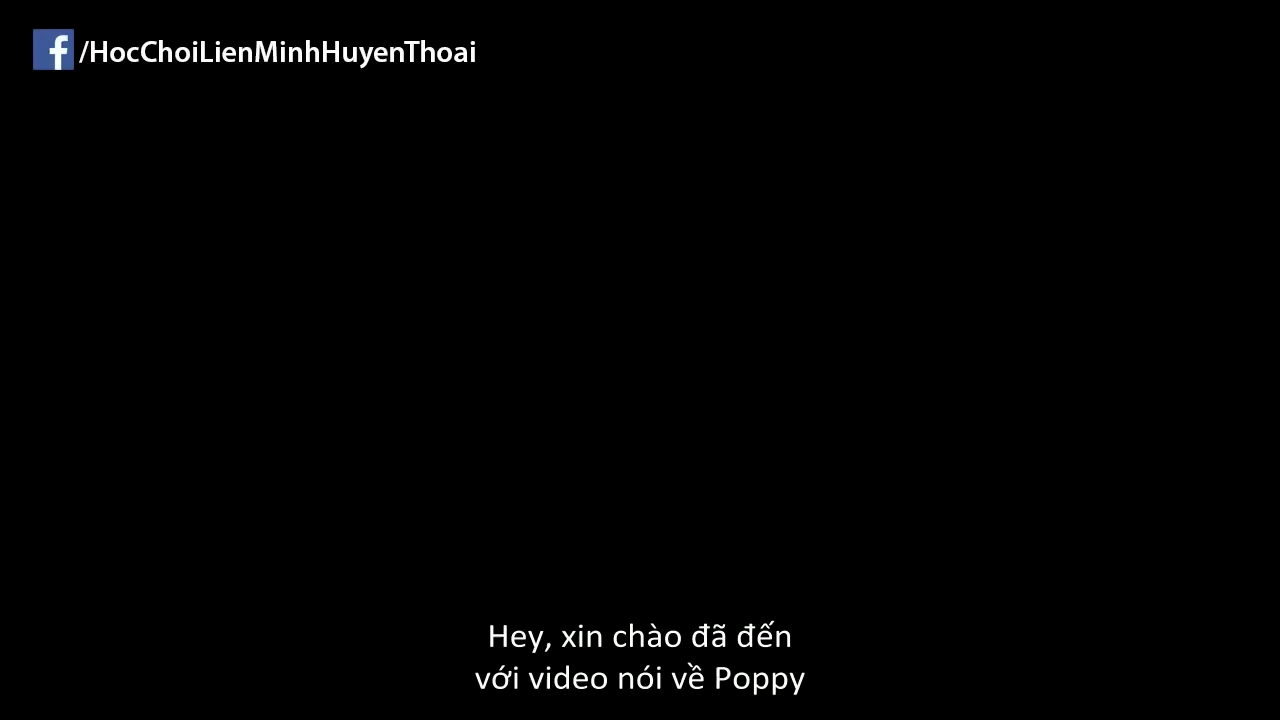 /HocChoiLienMinhHuyenThoai
Hey, xin chào đã đến
với video nói về Poppy